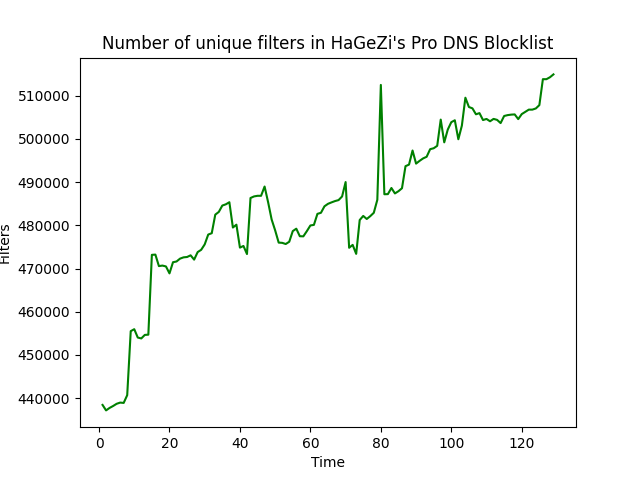 Number of unique filters in HaGeZi's Pro DNS Blocklist
510000
500000
490000
480000
470000
460000
450000
440000
Filters
0 20 40 60 80 100 120
Time